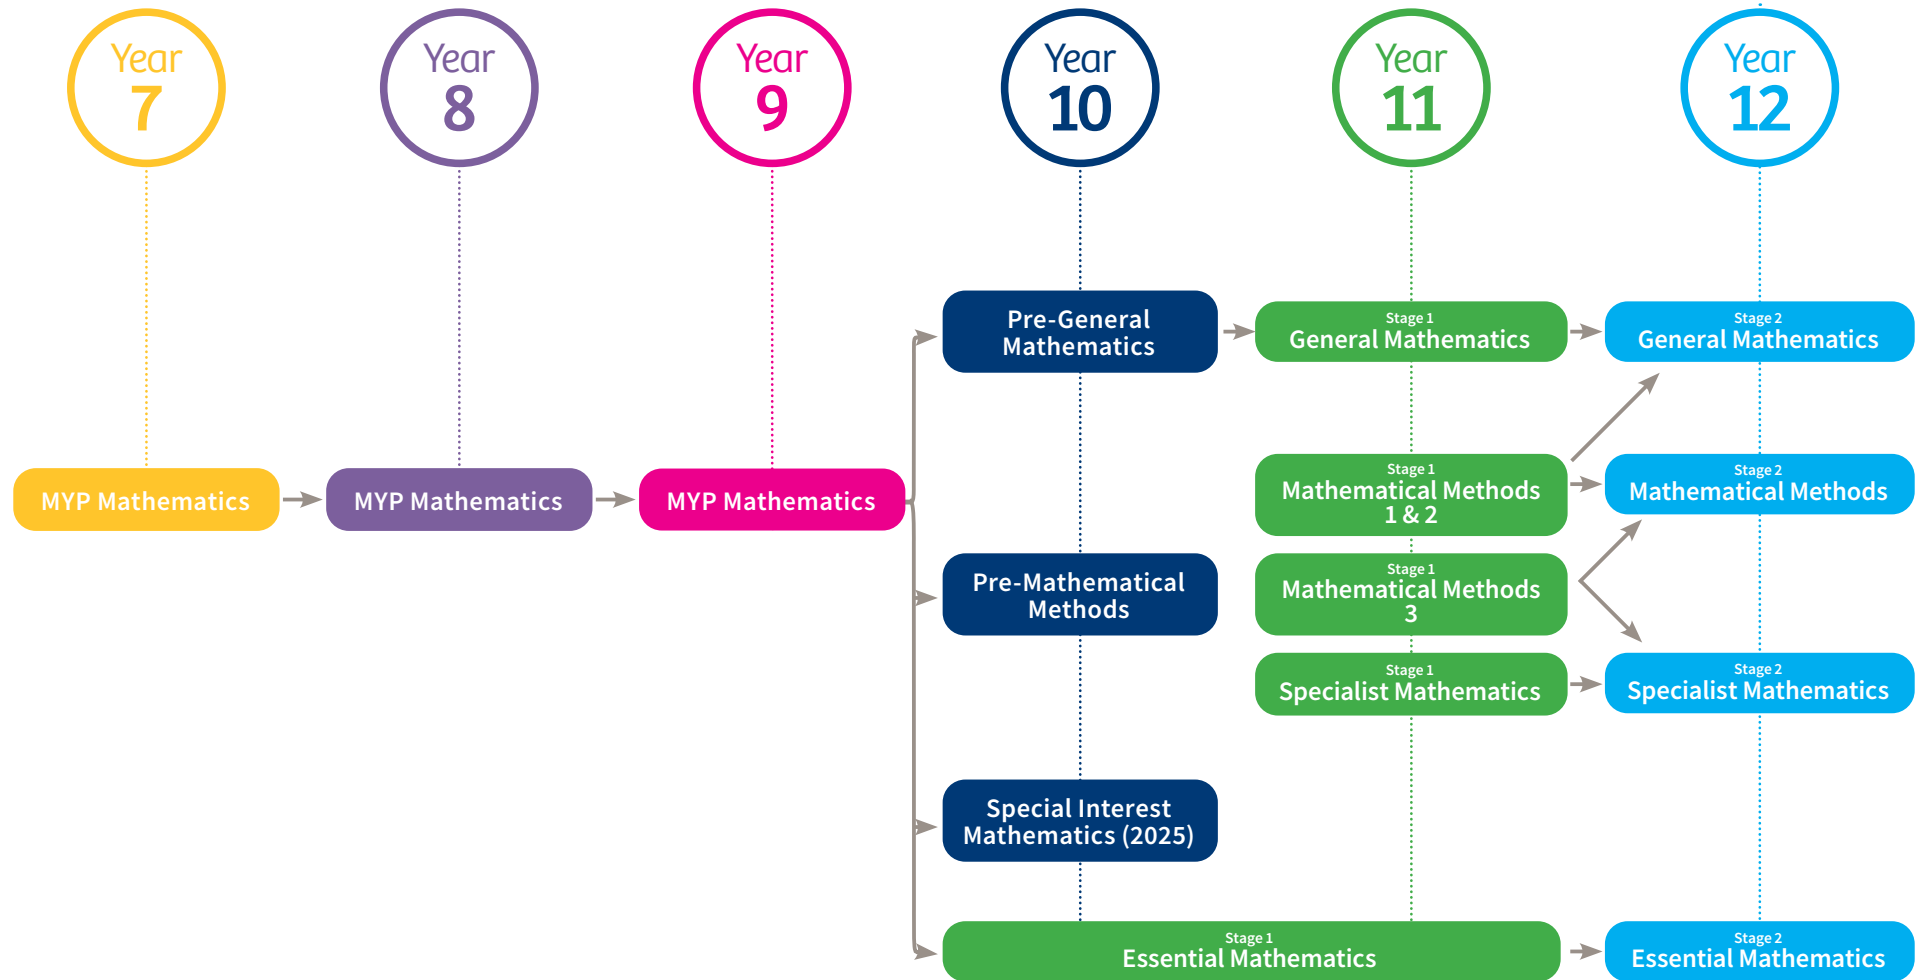 Year
7
Year
8
Year
9
Year
10
Year
11
Year
12
MYP Mathematics
MYP Mathematics
MYP Mathematics
Pre-General
Mathematics
Pre-Mathematical
Methods
Special Interest
Mathematics (2025)
Stage 1
General Mathematics
Stage 1
Mathematical Methods
1 & 2
Stage 1
Mathematical Methods
3
Stage 1
Specialist Mathematics
Stage 1
Essential Mathematics
Stage 2
General Mathematics
Stage 2
Mathematical Methods
Stage 2
Specialist Mathematics
Stage 2
Essential Mathematics